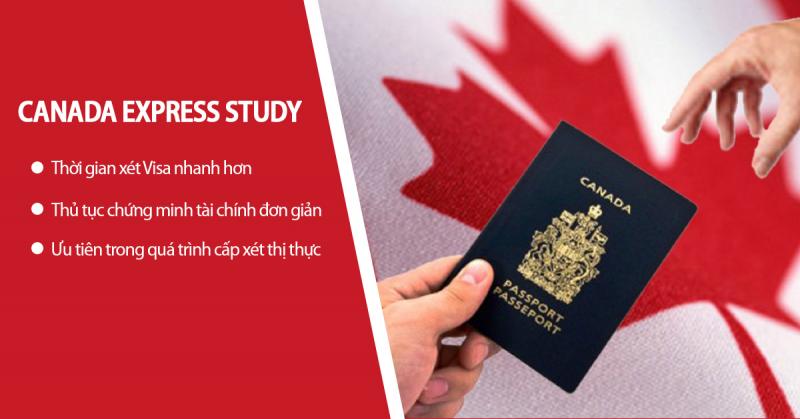 CANADA EXPRESS STUDY
● Thời gian xét Visa nhanh hơn
● Thủ tục chứng minh tài chính đơn giản
● Ưu tiên trong quá trình cấp xét thị thực
CANADA
PASSPORT
PASSEPORT